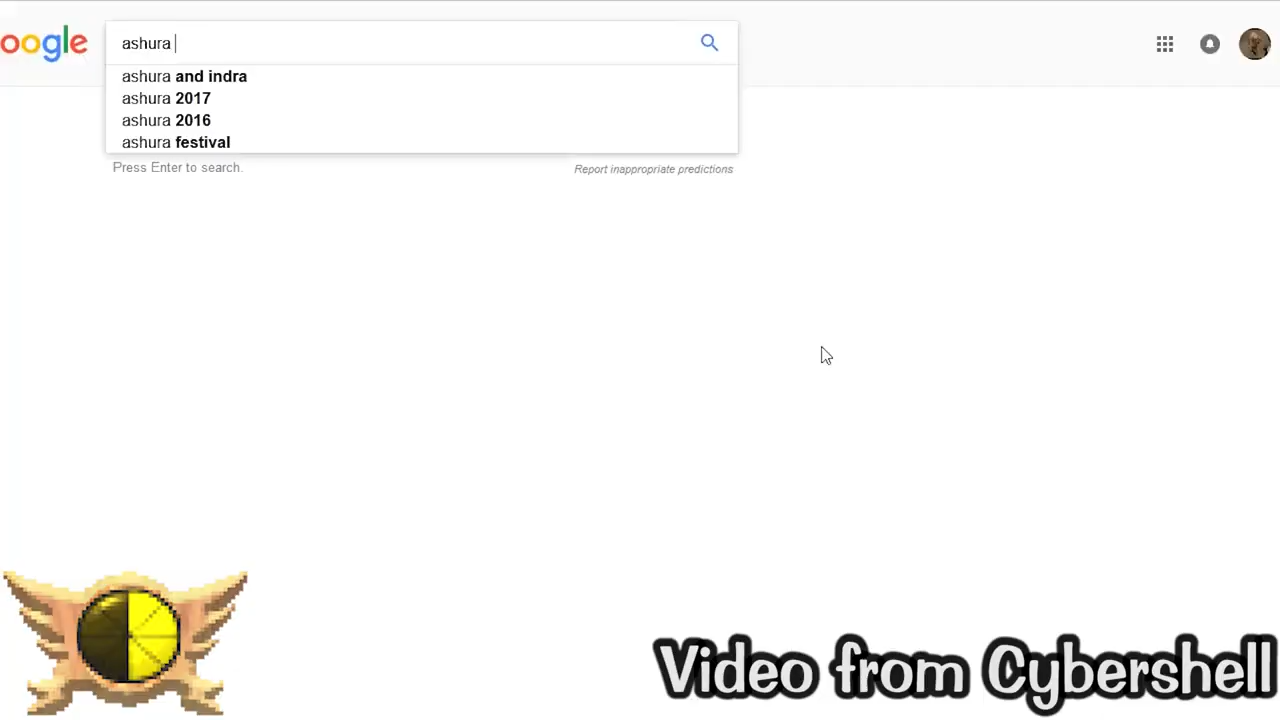 oogle
ashura
ashura and indra
ashura 2017
ashura 2016
ashura festival
Press Enter to search.
Report inappropriate predictions
Video from Cybershell